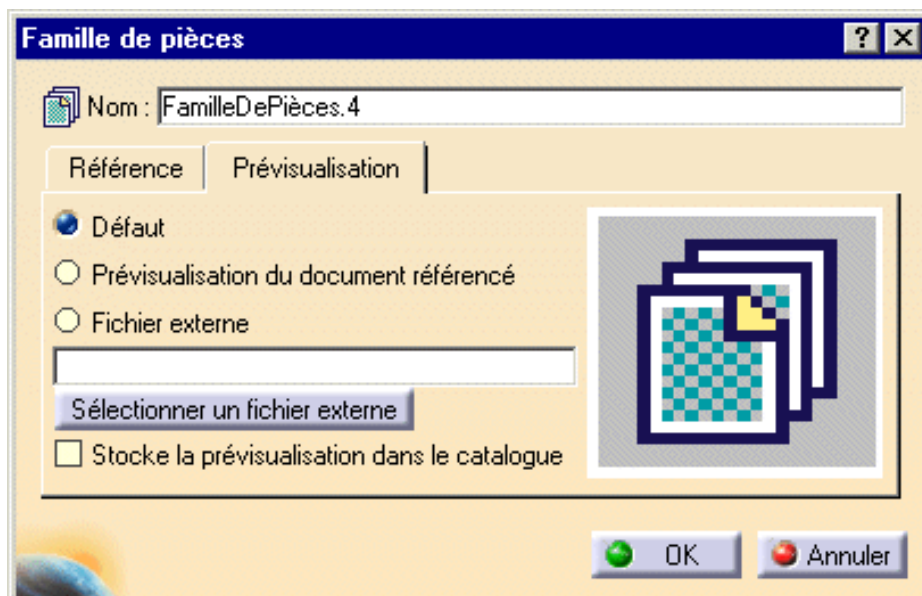 Famille de pièces
Nom : FamilleDePièces.4
Référence Prévisualisation
Défaut
Prévisualisation du document référencé
Fichier externe
Sélectionner un fichier externe
Stocke la prévisualisation dans le catalogue
OK Annuler